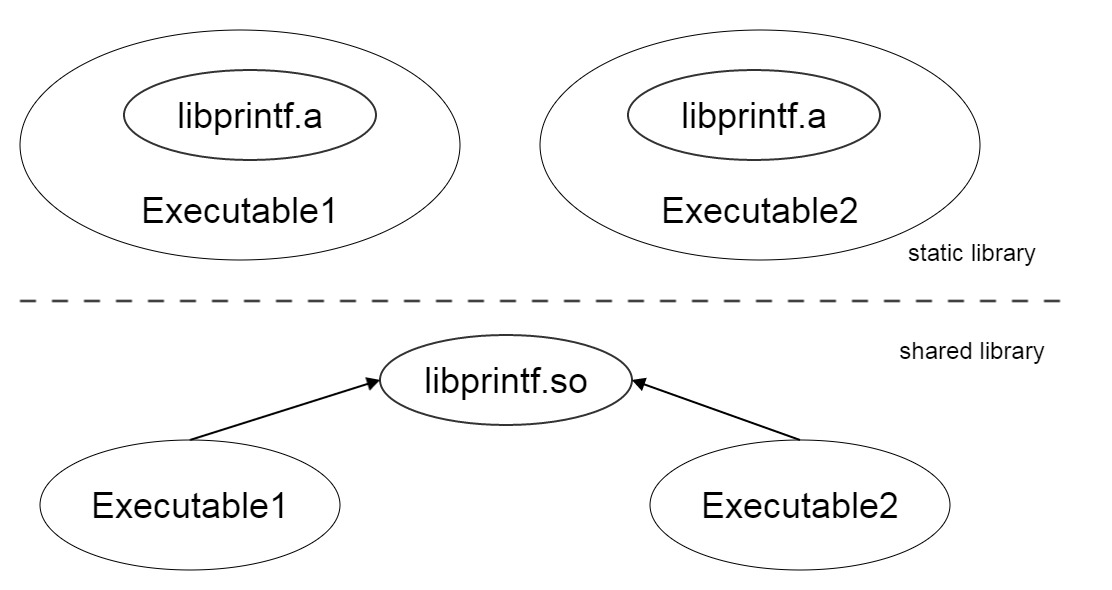 libprintf.a
libprintf.a
Executable1
Executable2
static library
shared library
libprintf.so
Executable1
Executable2